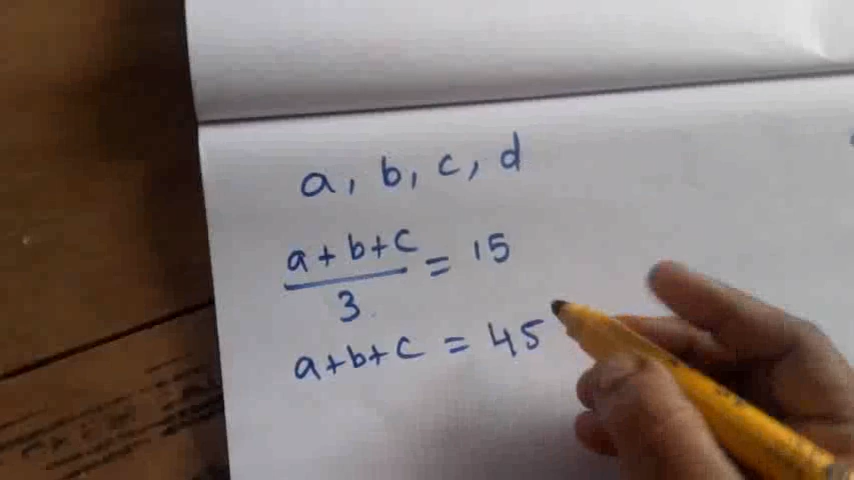 a, b, c, d
a+b+c
3
= 15
a+b+c = 45